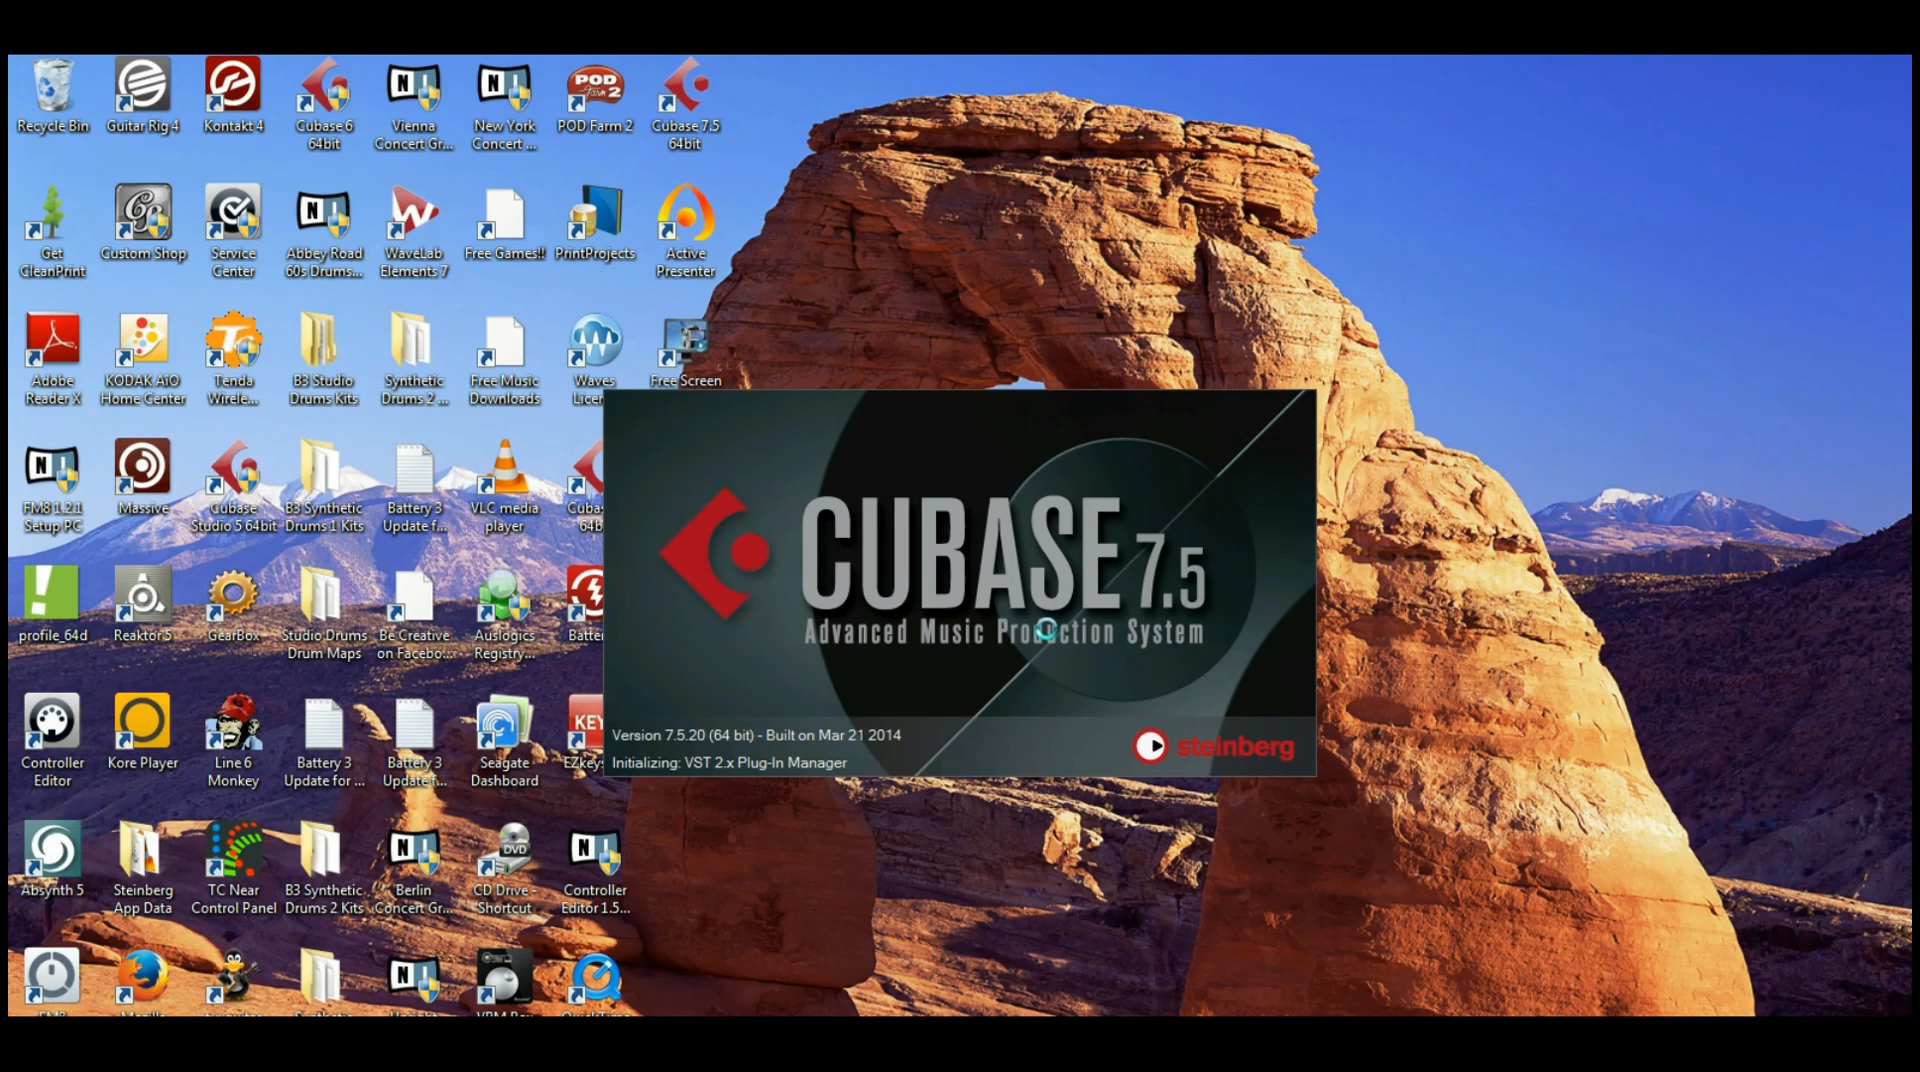 Recycle Bin
Guitar Rig 4
Kontakt 4
Cubase 6
64bit
Vienna
Concert Gr...
New York
Concert ...
POD Farm 2
Cubase 7.5
64bit
Get
CleanPrint
Custom Shop
Service
Center
Abbey Road
60s Drums...
WaveLab
Elements 7
Free Games!!
PrintProjects
Active
Presenter
Adobe
Reader X
KODAK AiO
Home Center
Tenda
Wirele...
B3 Studio
Drums Kits
Synthetic
Drums 2 ...
Free Music
Downloads
Waves
Licen
Free Screen
FM8 1.2.1
Setup PC
Massive
Cubase
Studio 5 64bit
B3 Synthetic
Drums 1 Kits
Battery 3
Update f...
VLC media
player
Cubas
64b
profile_64d
Reaktor 5
GearBox
Studio Drums
Drum Maps
Be Creative
on Facebo...
Auslogics
Registry...
Batter
Controller
Editor
Kore Player
Line 6
Monkey
Battery 3
Update for ...
Battery 3
Update f...
Seagate
Dashboard
KEY
EZkeys
Absynth 5
Steinberg
App Data
TC Near
Control Panel
B3 Synthetic
Drums 2 Kits
Berlin
Concert Gr...
CD Drive -
Shortcut
Controller
Editor 1.5...
CUBASE 7.5
Advanced Music Production System
Version 7.5.20 (64 bit) - Built on Mar 21 2014
Initializing: VST 2.x Plug-In Manager
steinberg